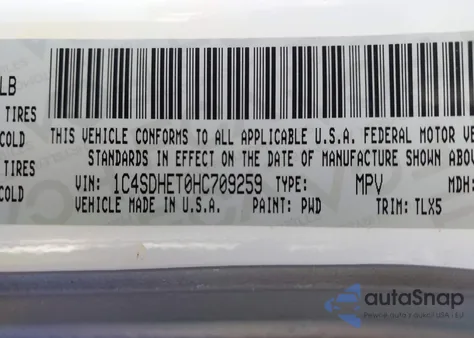 LB
TIRES
COLD
TIRES
COLD
THIS VEHICLE CONFORMS TO ALL APPLICABLE U.S.A. FEDERAL MOTOR VE
STANDARDS IN EFFECT ON THE DATE OF MANUFACTURE SHOWN ABO
VIN: 1C4SDHET0HC709259 TYPE: MPV MDH:
VEHICLE MADE IN U.S.A. PAINT: PWD TRIM: TLX5
autoSnap